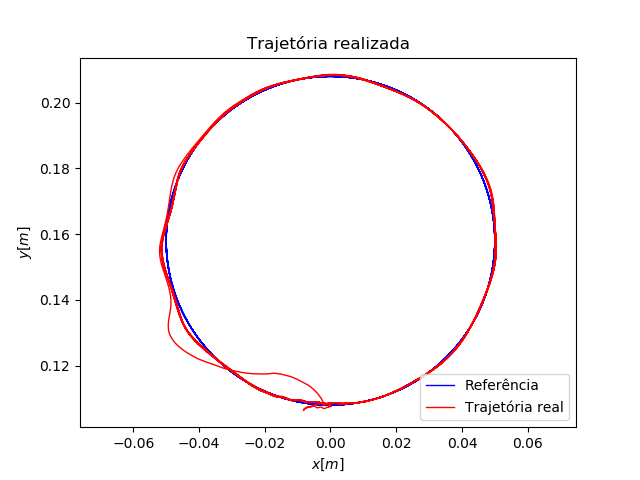 Trajetória realizada
0.20
0.18
0.16
0.14
0.12
y[m]
−0.06 −0.04 −0.02 0.00 0.02 0.04 0.06
x[m]
Referência
Trajetória real